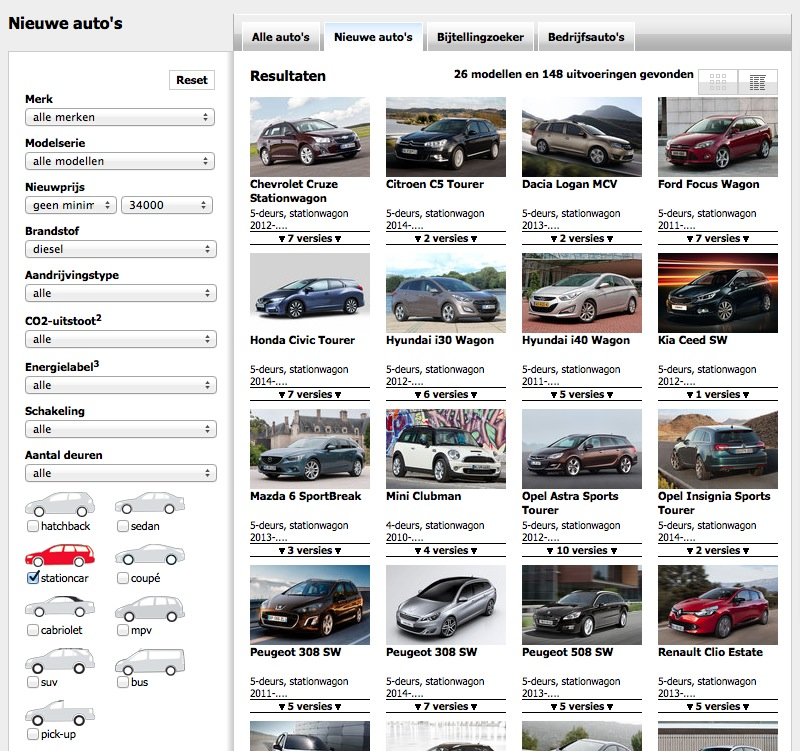 Nieuwe auto's
Alle auto's
Nieuwe auto's
Bijtellingzoeker
Bedrijfsauto's
Reset
Merk
alle merken
Modelserie
alle modellen
Nieuwprijs
geen minim
34000
Brandstof
diesel
Aandrijvingstype
alle
CO2-uitstoot2
alle
Energielabel3
alle
Schakeling
alle
Aantal deuren
alle
hatchback
sedan
stationcar
coupé
cabriolet
mpv
suv
bus
pick-up
Resultaten
26 modellen en 148 uitvoeringen gevonden
Chevrolet Cruze
Stationwagon
5-deurs, stationwagon
2012-....
▼ 7 versies ▼
Citroen C5 Tourer
5-deurs, stationwagon
2014-....
▼ 2 versies ▼
Dacia Logan MCV
5-deurs, stationwagon
2013-....
▼ 2 versies ▼
Ford Focus Wagon
5-deurs, stationwagon
2011-....
▼ 7 versies ▼
Honda Civic Tourer
5-deurs, stationwagon
2014-....
▼ 7 versies ▼
Hyundai i30 Wagon
5-deurs, stationwagon
2012-....
▼ 6 versies ▼
Hyundai i40 Wagon
5-deurs, stationwagon
2011-....
▼ 5 versies ▼
Kia Ceed SW
5-deurs, stationwagon
2012-....
▼ 1 versies ▼
Mazda 6 SportBreak
5-deurs, stationwagon
2013-....
▼ 3 versies ▼
Mini Clubman
4-deurs, stationwagon
2010-....
▼ 4 versies ▼
Opel Astra Sports
Tourer
5-deurs, stationwagon
2012-....
▼ 10 versies ▼
Opel Insignia Sports
Tourer
5-deurs, stationwagon
2014-....
▼ 2 versies ▼
Peugeot 308 SW
5-deurs, stationwagon
2011-....
▼ 5 versies ▼
Peugeot 308 SW
5-deurs, stationwagon
2014-....
▼ 7 versies ▼
Peugeot 508 SW
5-deurs, stationwagon
2013-....
▼ 5 versies ▼
Renault Clio Estate
5-deurs, stationwagon
2013-....
▼ 5 versies ▼